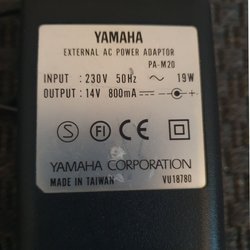 YAMAHA
EXTERNAL AC POWER ADAPTOR
PA-M20
INPUT : 230V 50Hz ~ 19W
OUTPUT : 14V 800mA
S FI CE
YAMAHA CORPORATION
MADE IN TAIWAN VU18780